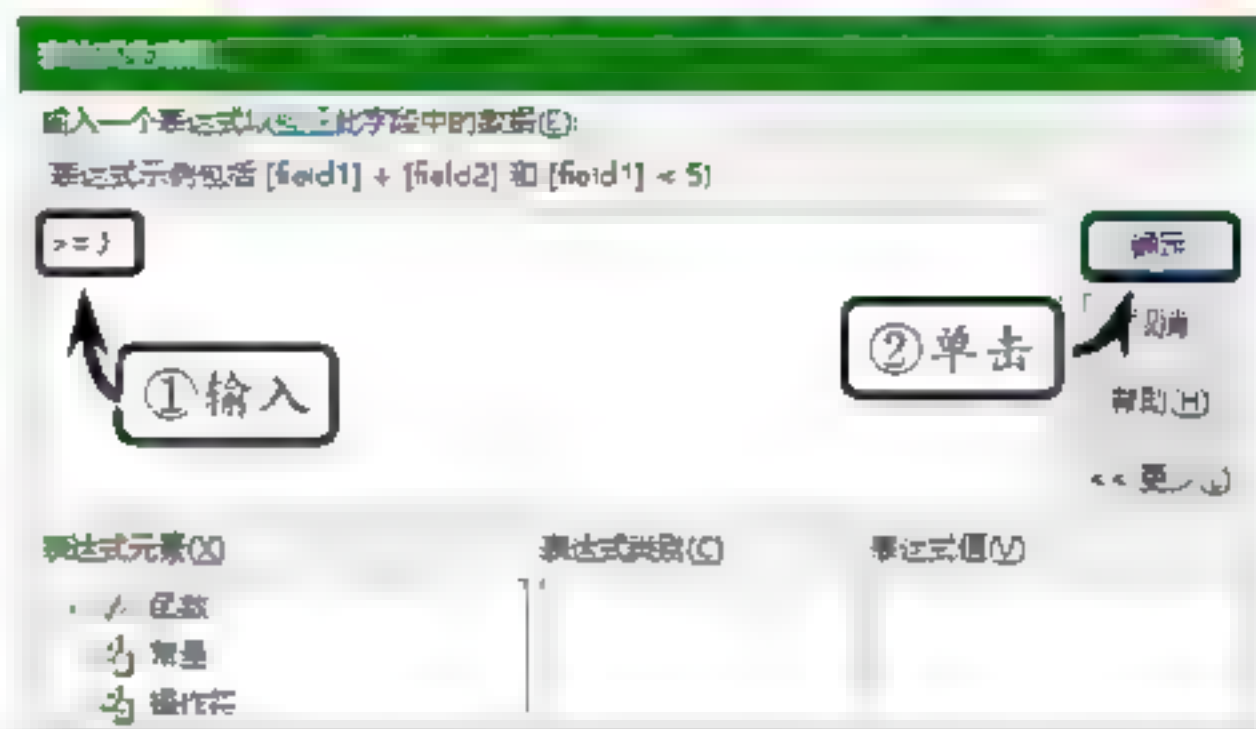 输入一个表达式以验证此字段中的数据(E):
表达式示例包括 [field1] + [field2] 和 [field1] < 5)
>=
确定
①输入
②单击
取消
帮助(H)
<< 更
表达式元素(X)
表达式类别(C)
表达式值(V)
函数
常量
操作符